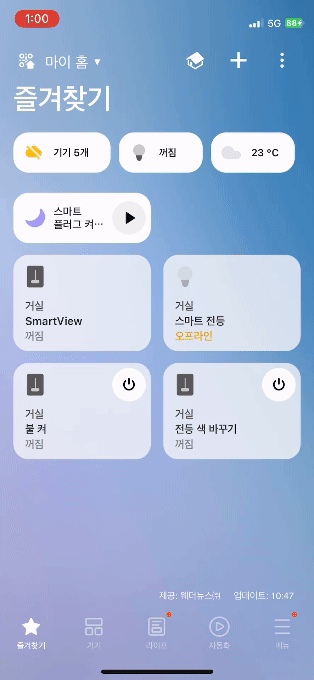 1:00
5G 88+
마이 홈 ▾
즐겨찾기
기기 5개
꺼짐
23 °C
스마트
플러그 켜…
거실
SmartView
꺼짐
거실
스마트 전등
오프라인
거실
불 켜
꺼짐
거실
전등 색 바꾸기
꺼짐
제공: 웨더뉴스㈜ 업데이트: 10:47
즐겨찾기
기기
라이프
자동화
메뉴